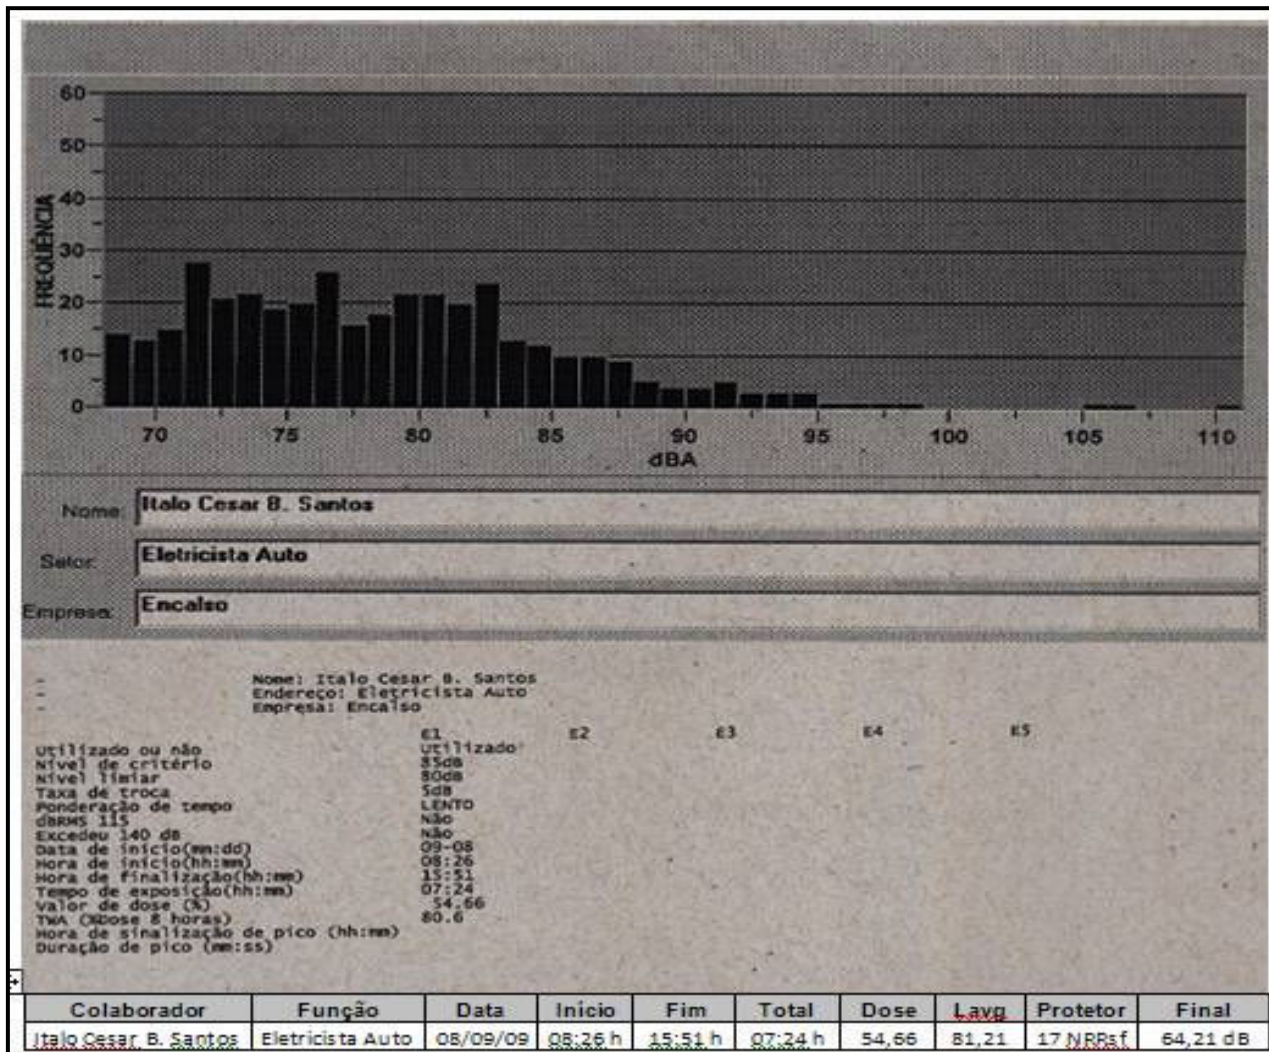 60
50
40
30
20
10
0
FREQUÊNCIA
70 75 80 85 90 95 100 105 110
dBA
Nome: Italo Cesar B. Santos
Setor: Eletricista Auto
Empresa: Encalso
- Nome: Italo Cesar B. Santos
- Endereço: Eletricista Auto
- Empresa: Encalso
E1 E2 E3 E4 E5
Utilizado ou não Utilizado
Nível de critério 85dB
Nível limiar 80dB
Taxa de troca 5dB
Ponderação de tempo LENTO
dBRMS 115 Não
Excedeu 140 dB Não
Data de início(mm:dd) 09-08
Hora de início(hh:mm) 08:26
Hora de finalização(hh:mm) 15:51
Tempo de exposição(hh:mm) 07:24
Valor de dose (%) 54.66
TWA (%Dose 8 horas) 80.6
Hora de sinalização de pico (hh:mm)
Duração de pico (mm:ss)
Colaborador Função Data Início Fim Total Dose Lavg Protetor Final
Italo Cesar B. Santos Eletricista Auto 08/09/09 08:26 h 15:51 h 07:24 h 54,66 81,21 17 NRRsf 64,21 dB